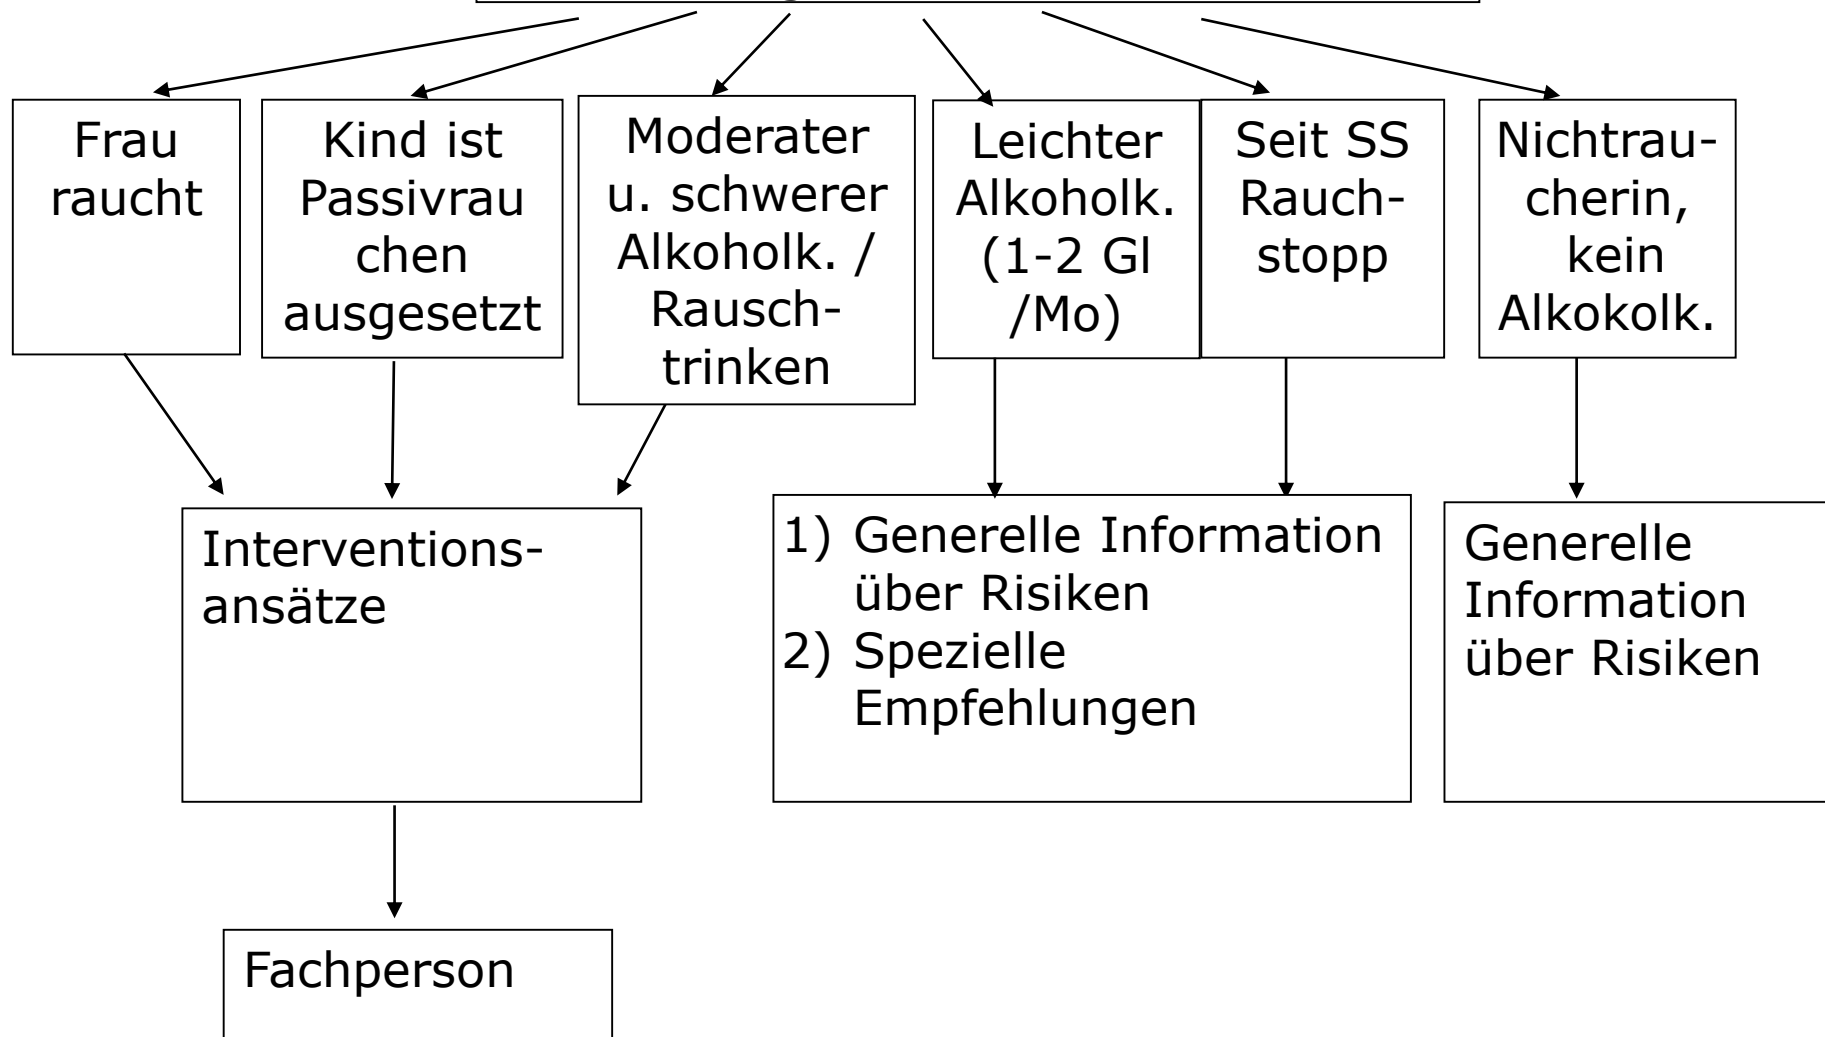 Frau
raucht
Kind ist
Passivrau
chen
ausgesetzt
Moderater
u. schwerer
Alkoholk. /
Rausch-
trinken
Leichter
Alkoholk.
(1-2 Gl
/Mo)
Seit SS
Rauch-
stopp
Nichtrau-
cherin,
kein
Alkokolk.
Interventions-
ansätze
1) Generelle Information
über Risiken
2) Spezielle
Empfehlungen
Generelle
Information
über Risiken
Fachperson